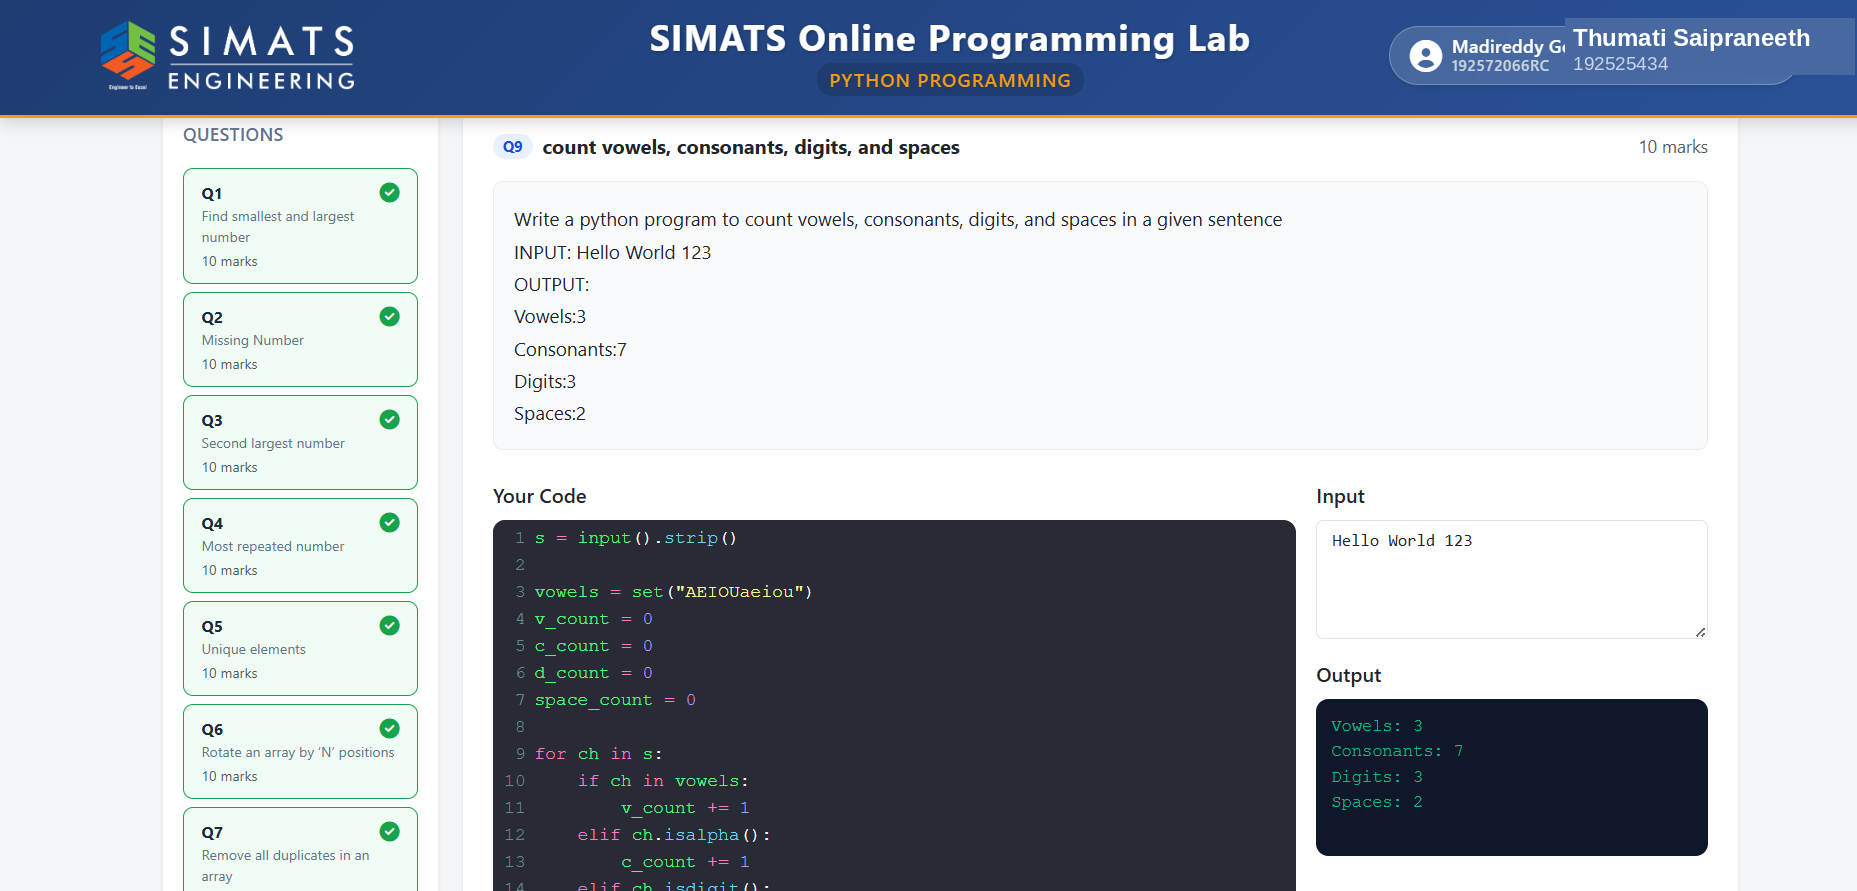 SIMATS
ENGINEERING
Engineer to Excel
SIMATS Online Programming Lab
PYTHON PROGRAMMING
Madireddy
192572066RC
Thumati Saipraneeth
192525434
QUESTIONS
Q1
Find smallest and largest
number
10 marks
Q2
Missing Number
10 marks
Q3
Second largest number
10 marks
Q4
Most repeated number
10 marks
Q5
Unique elements
10 marks
Q6
Rotate an array by ‘N’ positions
10 marks
Q7
Remove all duplicates in an
array
Q9 count vowels, consonants, digits, and spaces
10 marks
Write a python program to count vowels, consonants, digits, and spaces in a given sentence
INPUT: Hello World 123
OUTPUT:
Vowels:3
Consonants:7
Digits:3
Spaces:2
Your Code
1 s = input().strip()
2
3 vowels = set("AEIOUaeiou")
4 v_count = 0
5 c_count = 0
6 d_count = 0
7 space_count = 0
8
9 for ch in s:
10 if ch in vowels:
11 v_count += 1
12 elif ch.isalpha():
13 c_count += 1
14 elif ch.isdigit():
Input
Hello World 123
Output
Vowels: 3
Consonants: 7
Digits: 3
Spaces: 2